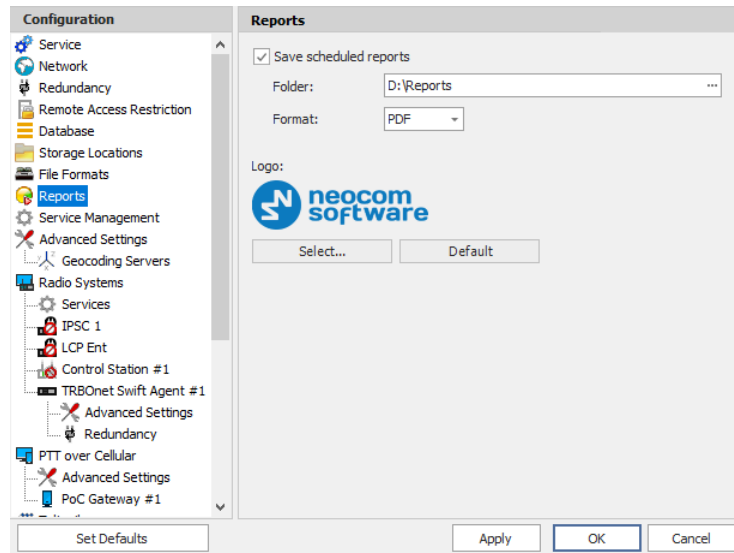 Configuration
Service
Network
Redundancy
Remote Access Restriction
Database
Storage Locations
File Formats
Reports
Service Management
Advanced Settings
Geocoding Servers
Radio Systems
Services
IPSC 1
LCP Ent
Control Station #1
TRBOnet Swift Agent #1
Advanced Settings
Redundancy
PTT over Cellular
Advanced Settings
PoC Gateway #1
Set Defaults
Reports
Save scheduled reports
Folder: D:\Reports ...
Format: PDF
Logo:
neocom
software
Select... Default
Apply OK Cancel